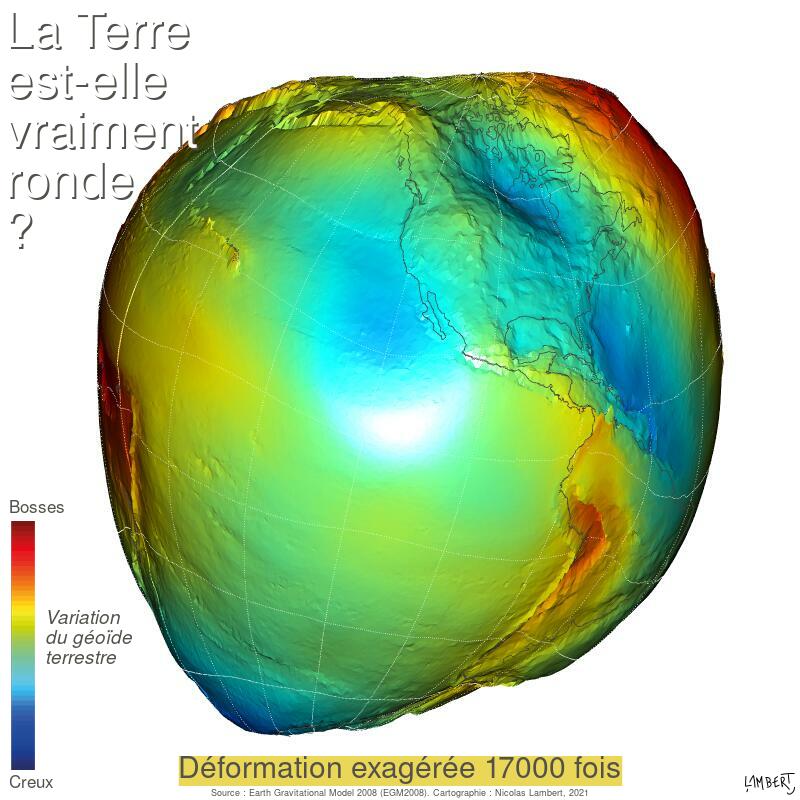 La Terre
est-elle
vraiment
ronde
?
Bosses
Variation
du géoïde
terrestre
Creux
Déformation exagérée 17000 fois
Source : Earth Gravitational Model 2008 (EGM2008). Cartographie : Nicolas Lambert, 2021
LAMBERT